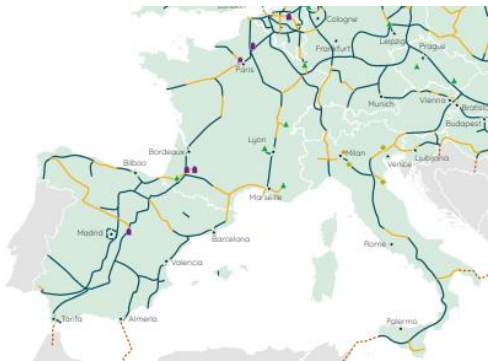 Cologne
Leipzig
Frankfurt
Prague
Paris
Munich
Vienna
Budapest
Bordeaux
Lyon
Milan
Venice
Ljubljana
Bilbao
Marseille
Madrid
Barcelona
Rome
Valencia
Palermo
Tarifa
Almería